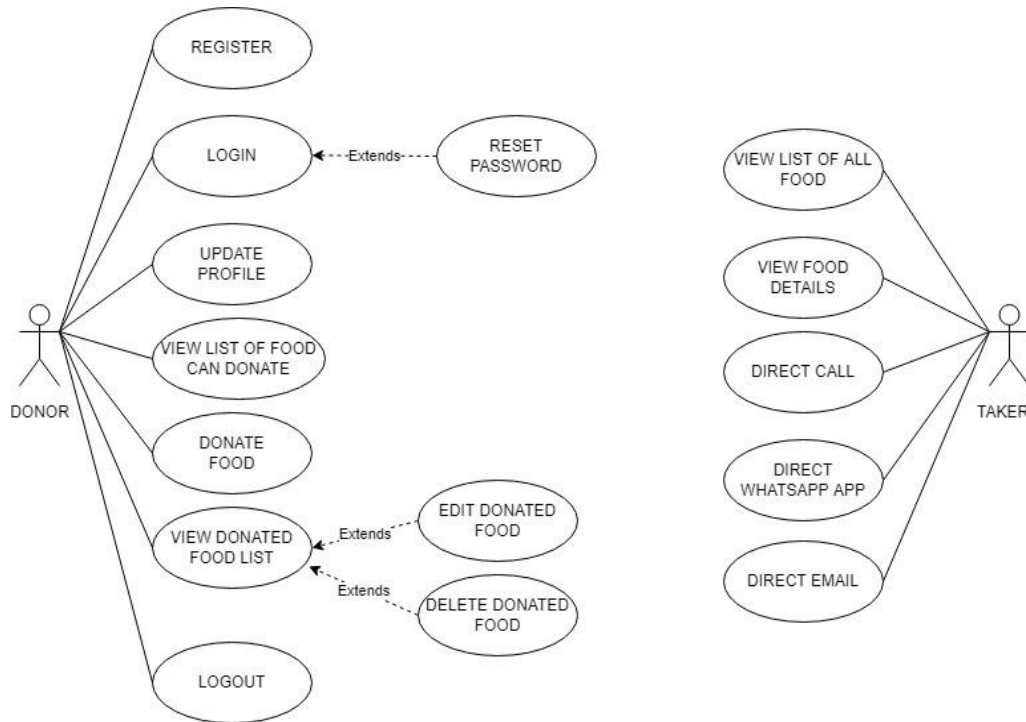 REGISTER
LOGIN
Extends
RESET
PASSWORD
VIEW LIST OF ALL
FOOD
UPDATE
PROFILE
VIEW FOOD
DETAILS
DONOR
VIEW LIST OF FOOD
CAN DONATE
DIRECT CALL
TAKER
DONATE
FOOD
DIRECT
WHATSAPP APP
VIEW DONATED
FOOD LIST
Extends
EDIT DONATED
FOOD
Extends
DELETE DONATED
FOOD
DIRECT EMAIL
LOGOUT